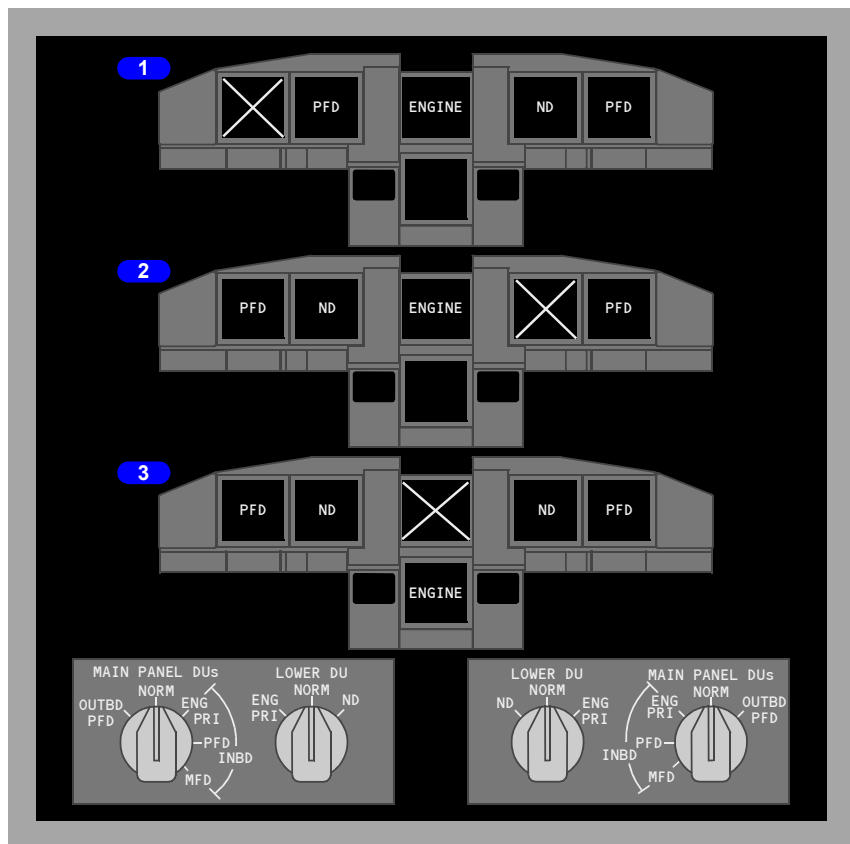 1
PFD
ENGINE
ND
PFD
2
PFD
ND
ENGINE
PFD
3
PFD
ND
ND
PFD
ENGINE
MAIN PANEL DUs
NORM
OUTBD
PFD
ENG
PRI
PFD
INBD
MFD
LOWER DU
NORM
ENG
PRI
ND
LOWER DU
NORM
ND
ENG
PRI
MAIN PANEL DUs
NORM
ENG
PRI
OUTBD
PFD
PFD
INBD
MFD